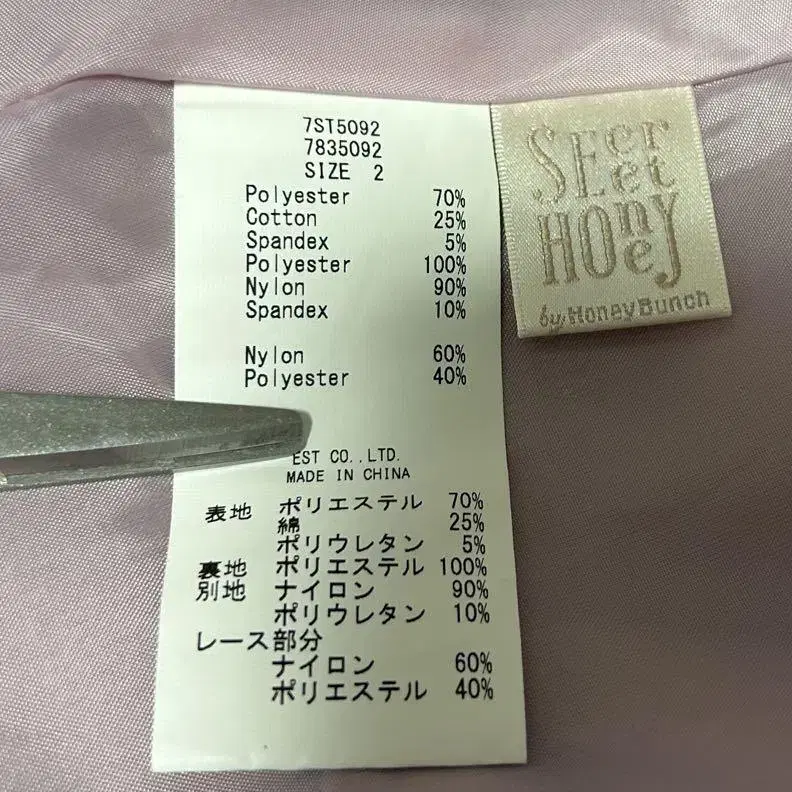 7ST5092
7835092
SIZE 2
Polyester 70%
Cotton 25%
Spandex 5%
Polyester 100%
Nylon 90%
Spandex 10%
Nylon 60%
Polyester 40%
EST CO.,LTD.
MADE IN CHINA
表地 ポリエステル 70%
綿 25%
ポリウレタン 5%
裏地 ポリエステル 100%
別地 ナイロン 90%
ポリウレタン 10%
レース部分
ナイロン 60%
ポリエステル 40%
SEcret
HOney
by HoneyBunch